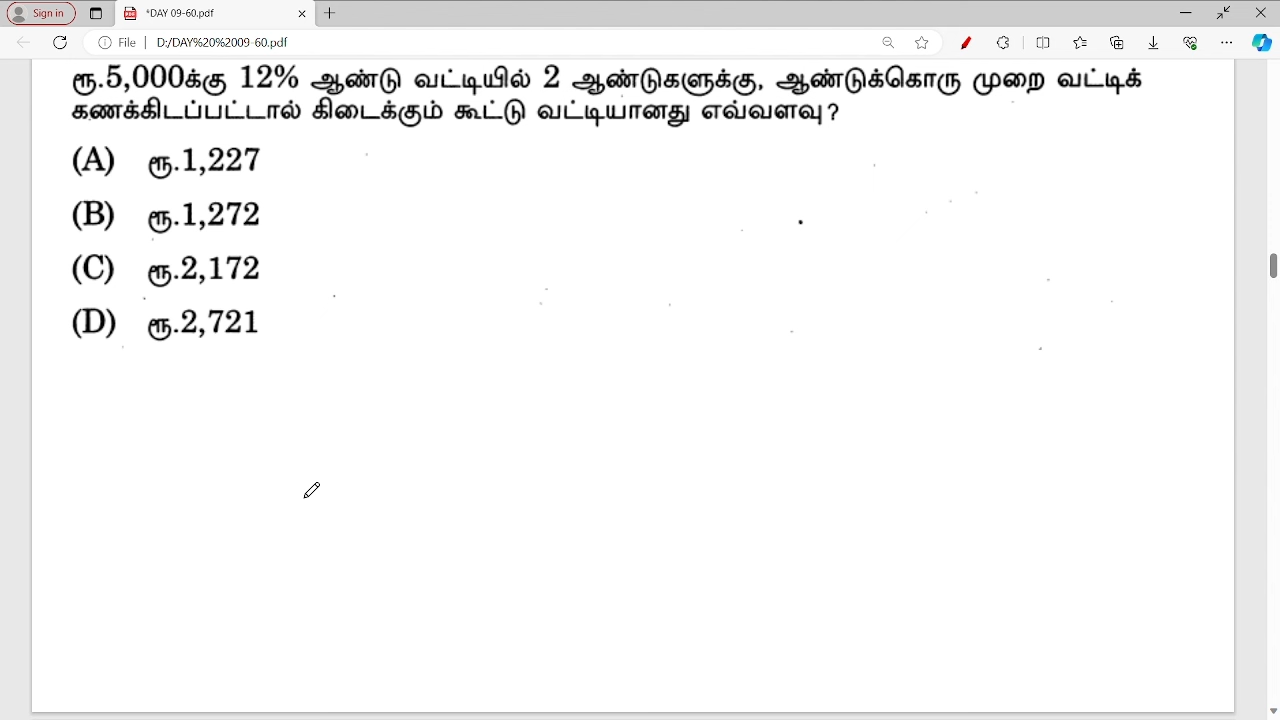 Sign in
*DAY 09-60.pdf
File
D:/DAY%20%2009-60.pdf
ரூ.5,000க்கு 12% ஆண்டு வட்டியில் 2 ஆண்டுகளுக்கு, ஆண்டுக்கொரு முறை வட்டிக்
கணக்கிடப்பட்டால் கிடைக்கும் கூட்டு வட்டியானது எவ்வளவு?
(A) ரூ.1,227
(B) ரூ.1,272
(C) ரூ.2,172
(D) ரூ.2,721